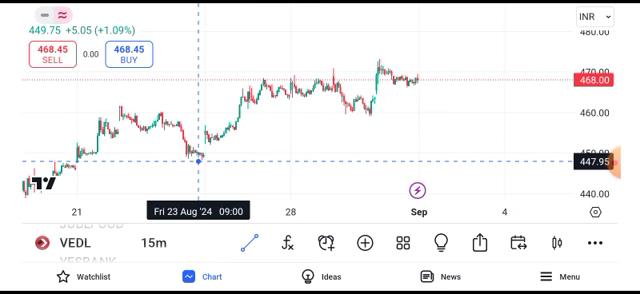 INR
449.75 +5.05 (+1.09%)
480.00
468.45
SELL
0.00
468.45
BUY
470.00
468.00
460.00
450.00
447.95
440.00
21
Fri 23 Aug '24 09:00
28
Sep
4
VEDL
15m
YESBANK
Watchlist
Chart
Ideas
News
Menu